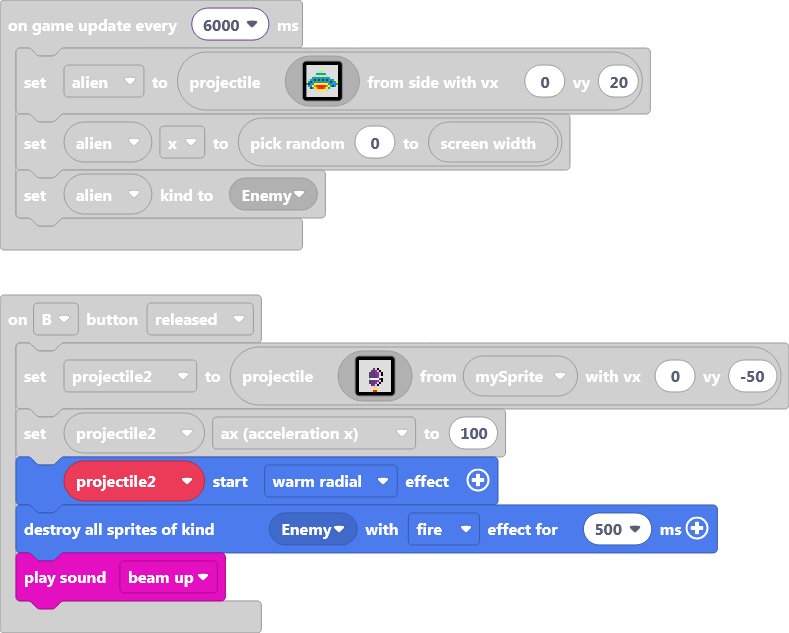 on game update every 6000 ms
set alien to projectile from side with vx 0 vy 20
set alien x to pick random 0 to screen width
set alien kind to Enemy
on B button released
set projectile2 to projectile from mySprite with vx 0 vy -50
set projectile2 ax (acceleration x) to 100
projectile2 start warm radial effect
destroy all sprites of kind Enemy with fire effect for 500 ms
play sound beam up